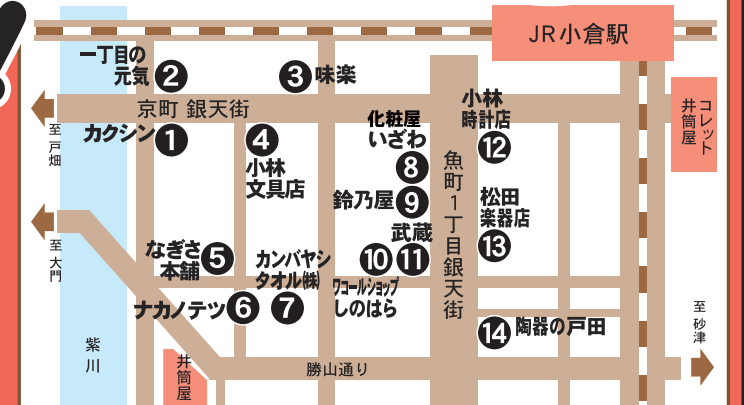 JR小倉駅
一丁目の
元気
2
3
味楽
京町 銀天街
小林
時計店
12
コレット
井筒屋
至戸畑
カクシン
1
4
小林
文具店
化粧屋
いざわ
8
鈴乃屋
9
武蔵
10
11
魚町1丁目銀天街
松田
楽器店
13
至大門
なぎさ
本舗
5
カンバヤシ
タオル㈱
ワコールショップ
しのはら
ナカノテツ
6
7
14
陶器の戸田
至砂津
紫川
井筒屋
勝山通り